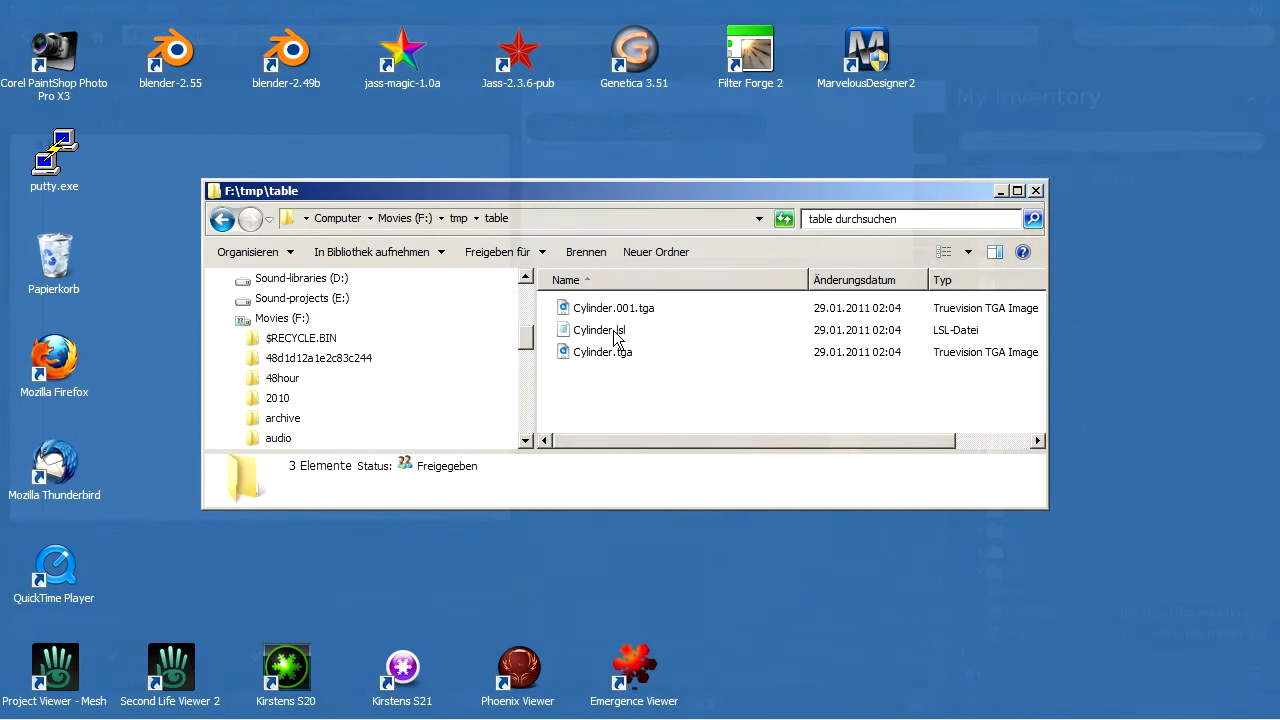 Corel PaintShop Photo
Pro X3
blender-2.55
blender-2.49b
jass-magic-1.0a
Jass-2.3.6-pub
Genetica 3.51
Filter Forge 2
MarvelousDesigner2
My Inventory
putty.exe
Papierkorb
Mozilla Firefox
Mozilla Thunderbird
QuickTime Player
F:\tmp\table
Computer Movies (F:) tmp table
table durchsuchen
Organisieren In Bibliothek aufnehmen Freigeben für Brennen Neuer Ordner
Sound-libraries (D:)
Sound-projects (E:)
Movies (F:)
$RECYCLE.BIN
48d1d12a1e2c83c244
48hour
2010
archive
audio
Name Änderungsdatum Typ
Cylinder.001.tga 29.01.2011 02:04 Truevision TGA Image
Cylinder.lsl 29.01.2011 02:04 LSL-Datei
Cylinder.tga 29.01.2011 02:04 Truevision TGA Image
3 Elemente Status: Freigegeben
Project Viewer - Mesh
Second Life Viewer 2
Kirstens S20
Kirstens S21
Phoenix Viewer
Emergence Viewer